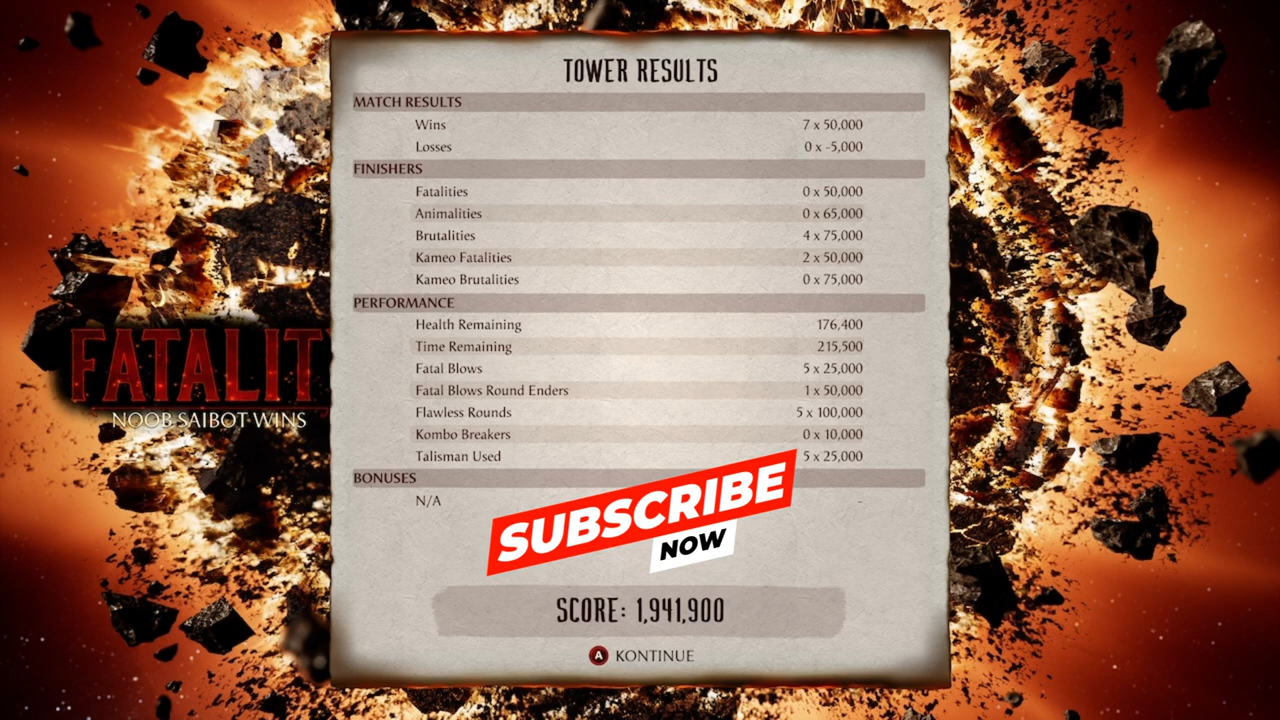 TOWER RESULTS
MATCH RESULTS
Wins 7 x 50,000
Losses 0 x -5,000
FINISHERS
Fatalities 0 x 50,000
Animalities 0 x 65,000
Brutalities 4 x 75,000
Kameo Fatalities 2 x 50,000
Kameo Brutalities 0 x 75,000
PERFORMANCE
Health Remaining 176,400
Time Remaining 215,500
Fatal Blows 5 x 25,000
Fatal Blows Round Enders 1 x 50,000
Flawless Rounds 5 x 100,000
Kombo Breakers 0 x 10,000
Talisman Used 5 x 25,000
BONUSES
N/A -
SUBSCRIBE
NOW
SCORE: 1,941,900
A KONTINUE
FATALIT
NOOB SAIBOT WINS